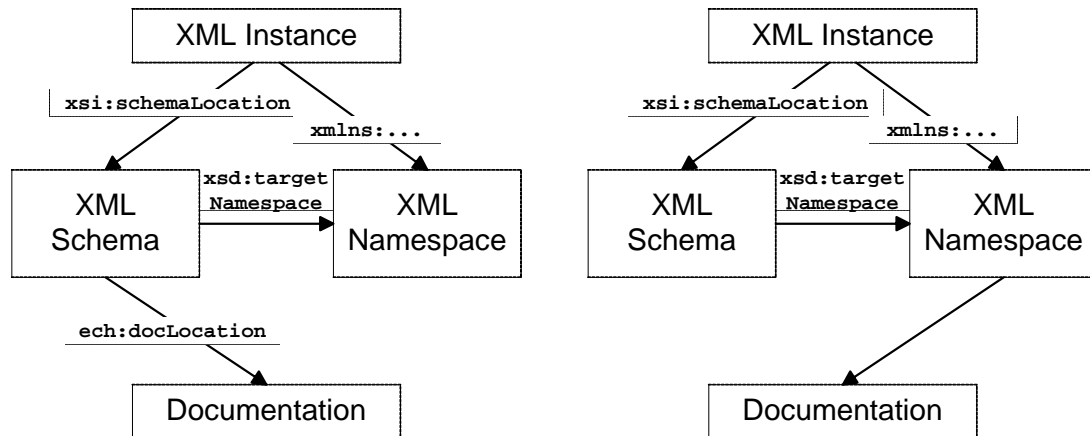 XML Instance
xsi:schemaLocation
xmlns:...
xsd:target
Namespace
XML
Schema
XML
Namespace
ech:docLocation
Documentation
XML Instance
xsi:schemaLocation
xmlns:...
xsd:target
Namespace
XML
Schema
XML
Namespace
Documentation